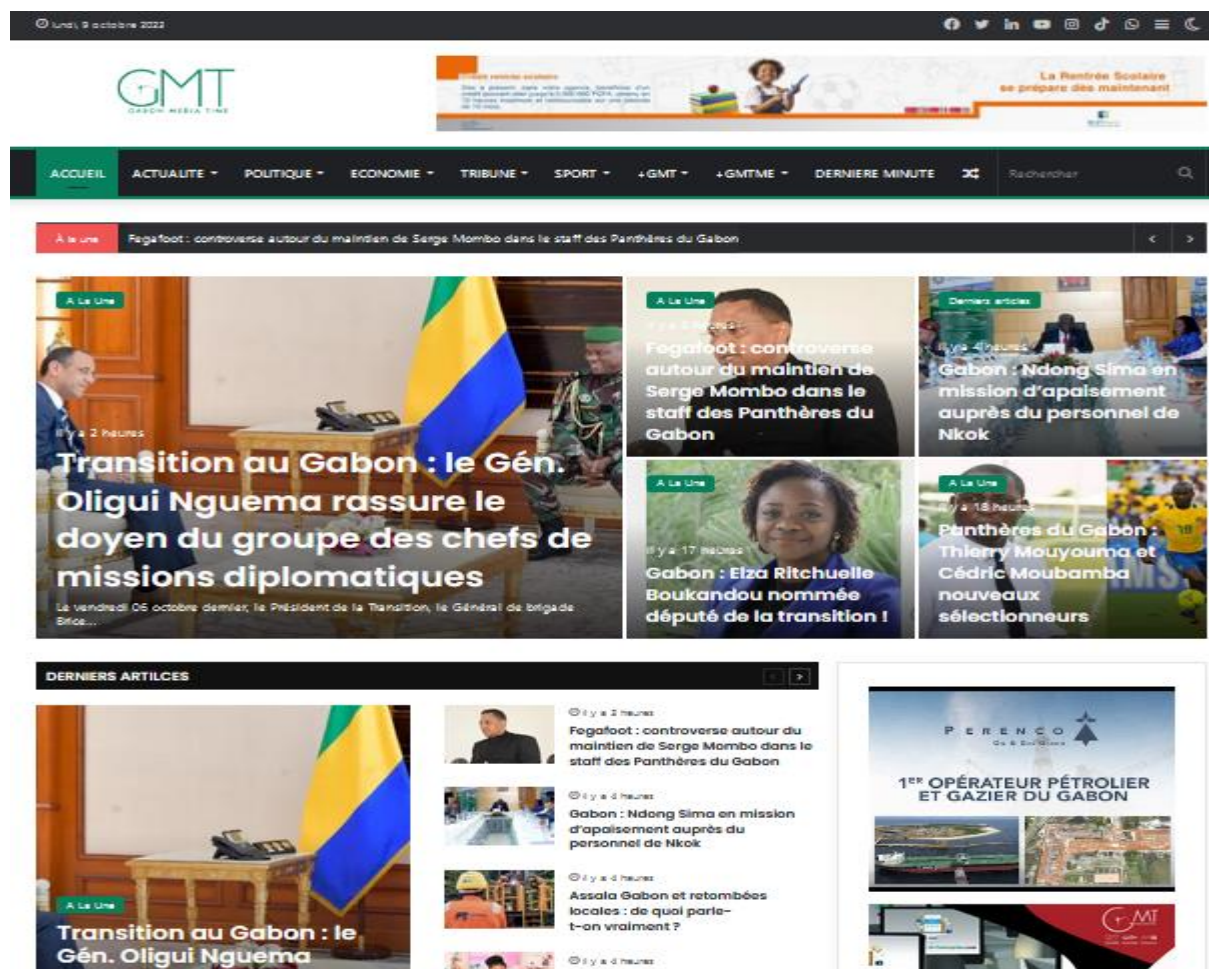 lundi, 9 octobre 2023
GMT
GABON MEDIA TIME
La Rentrée Scolaire
se prépare dès maintenant
ACCUEIL ACTUALITE POLITIQUE ECONOMIE TRIBUNE SPORT +GMT +GMTME DERNIERE MINUTE Rechercher
À la une Fegafoot : controverse autour du maintien de Serge Mombo dans le staff des Panthères du Gabon
A La Une
Il y a 2 heures
Transition au Gabon : le Gén.
Oligui Nguema rassure le
doyen du groupe des chefs de
missions diplomatiques
Le vendredi 06 octobre dernier, le Président de la Transition, le Général de brigade
Brice...
A La Une
heures
Fegafoot : controverse
autour du maintien de
Serge Mombo dans le
staff des Panthères du
Gabon
Derniers articles
Il y a 4 heures
Gabon : Ndong Sima en
mission d'apaisement
auprès du personnel de
Nkok
A La Une
Il y a 17 heures
Gabon : Elza Ritchuelle
Boukandou nommée
député de la transition !
A La Une
Il y a 18 heures
Panthères du Gabon :
Thierry Mouyouma et
Cédric Moubamba
nouveaux
sélectionneurs
DERNIERS ARTILCES
A La Une
Transition au Gabon : le
Gén. Oligui Nguema
Il y a 2 heures
Fegafoot : controverse autour du
maintien de Serge Mombo dans le
staff des Panthères du Gabon
Il y a 4 heures
Gabon : Ndong Sima en mission
d'apaisement auprès du
personnel de Nkok
Il y a 4 heures
Assala Gabon et retombées
locales : de quoi parle-
t-on vraiment ?
Il y a 4 heures
PERENCO
1ER OPÉRATEUR PÉTROLIER
ET GAZIER DU GABON
GMT